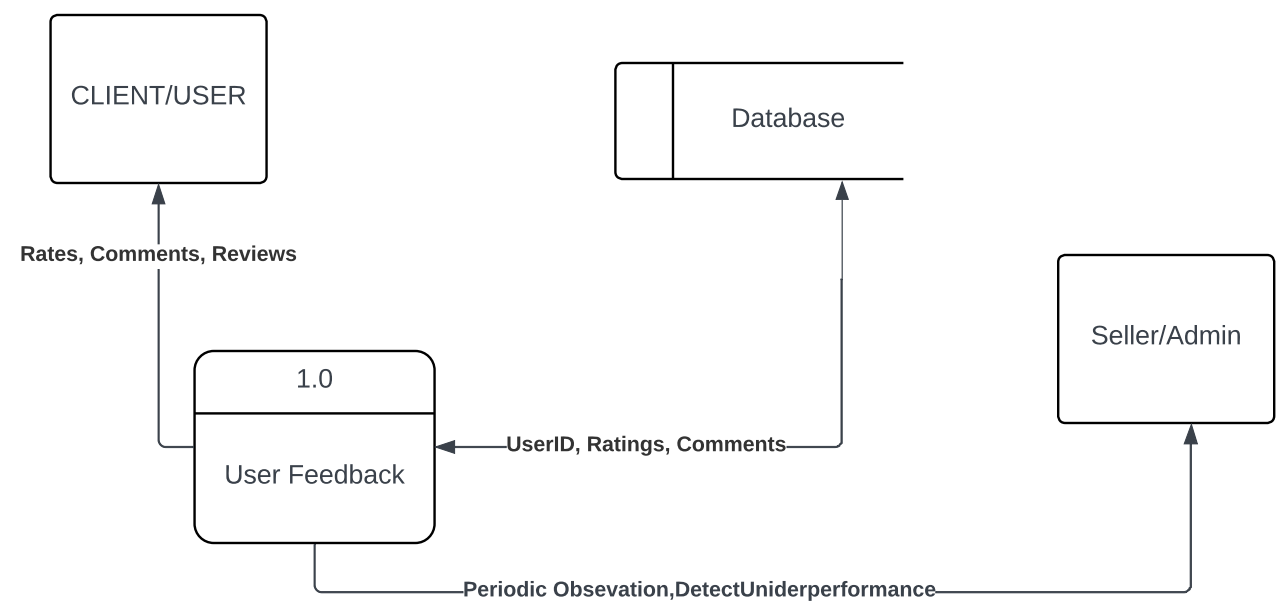 CLIENT/USER
Database
Rates, Comments, Reviews
Seller/Admin
1.0
UserID, Ratings, Comments
User Feedback
Periodic Obsevation,DetectUniderperformance